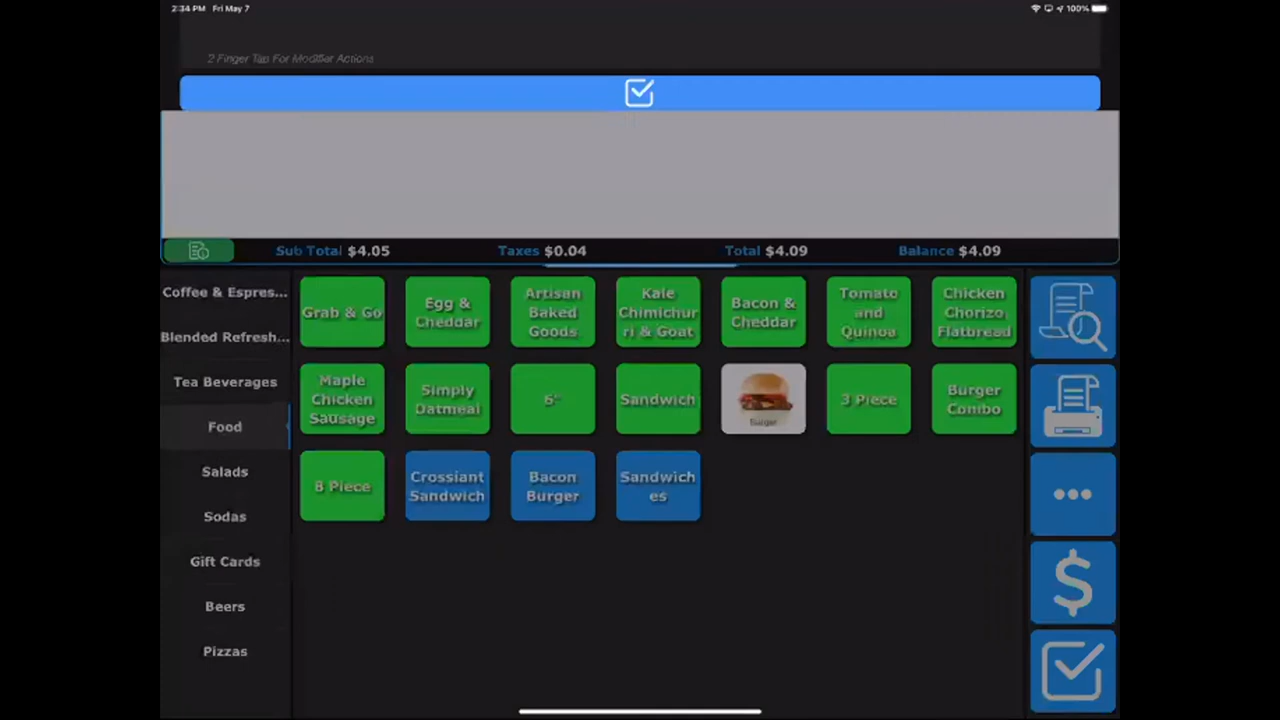 2:34 PM Fri May 7
100%
2 Finger Tap For Modifier Actions
Sub Total $4.05
Taxes $0.04
Total $4.09
Balance $4.09
Coffee & Espres...
Blended Refresh...
Tea Beverages
Food
Salads
Sodas
Gift Cards
Beers
Pizzas
Grab & Go
Egg &
Cheddar
Artisan
Baked
Goods
Kale
Chimichur
ri & Goat
Bacon &
Cheddar
Tomato
and
Quinoa
Chicken
Chorizo,
Flatbread
Maple
Chicken
Sausage
Simply
Oatmeal
6"
Sandwich
Burger
3 Piece
Burger
Combo
8 Piece
Crossiant
Sandwich
Bacon
Burger
Sandwich
es